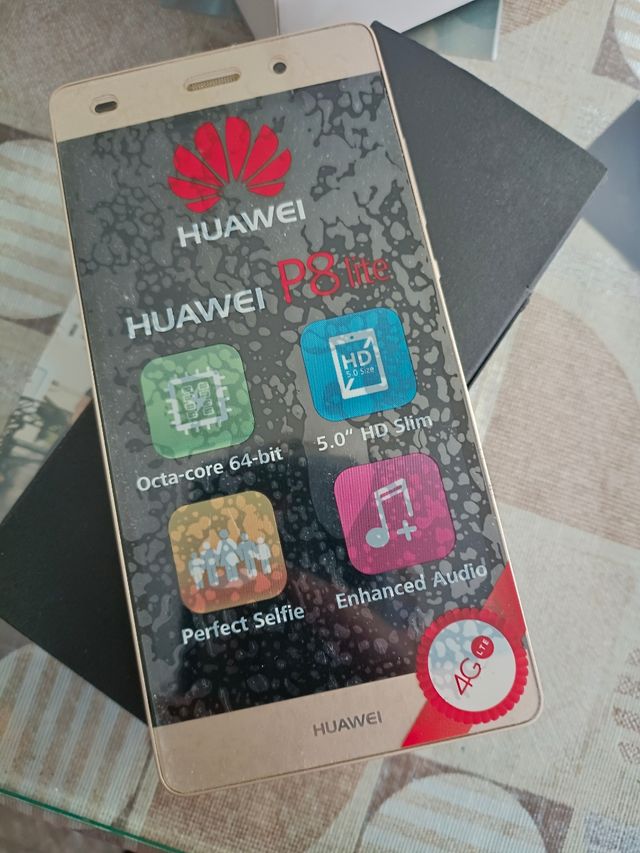 HUAWEI
HUAWEI P8 lite
HD
5.0 Size
Octa-core 64-bit
5.0" HD Slim
Perfect Selfie
Enhanced Audio
4G LTE
HUAWEI